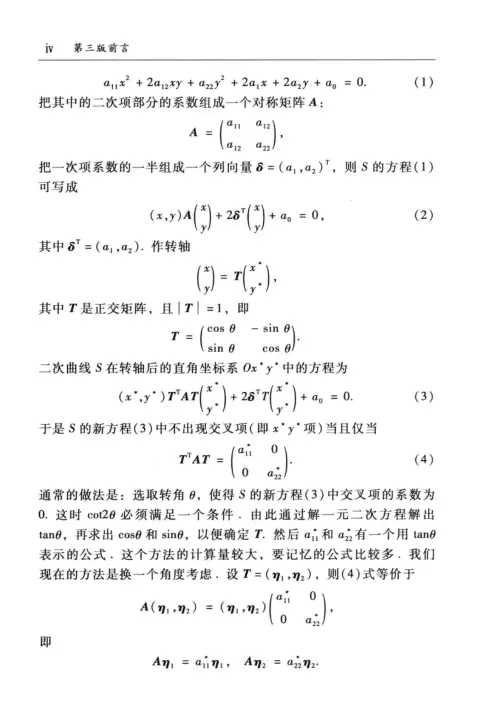 iv 第三版前言
a₁₁x² + 2a₁₂xy + a₂₂y² + 2a₁x + 2a₂y + a₀ = 0. (1)
把其中的二次项部分的系数组成一个对称矩阵 A：
A = (a₁₁ a₁₂
a₁₂ a₂₂),
把一次项系数的一半组成一个列向量 δ = (a₁, a₂)ᵀ, 则 S 的方程(1)
可写成
(x, y)A(x
y) + 2δᵀ(x
y) + a₀ = 0, (2)
其中 δᵀ = (a₁, a₂). 作转轴
(x
y) = T(x*
y*),
其中 T 是正交矩阵，且 |T| = 1, 即
T = (cos θ − sin θ
sin θ cos θ).
二次曲线 S 在转轴后的直角坐标系 Ox*y*中的方程为
(x*, y*)TᵀAT(x*
y*) + 2δᵀT(x*
y*) + a₀ = 0. (3)
于是 S 的新方程(3)中不出现交叉项(即 x*y*项)当且仅当
TᵀAT = (a₁₁* 0
0 a₂₂*). (4)
通常的做法是：选取转角 θ, 使得 S 的新方程(3)中交叉项的系数为
0. 这时 cot2θ 必须满足一个条件．由此通过解一元二次方程解出
tanθ, 再求出 cosθ 和 sinθ, 以便确定 T. 然后 a₁₁*和 a₂₂*有一个用 tanθ
表示的公式．这个方法的计算量较大，要记忆的公式比较多．我们
现在的方法是换一个角度考虑．设 T = (η₁, η₂), 则(4)式等价于
A(η₁, η₂) = (η₁, η₂)(a₁₁* 0
0 a₂₂*),
即
Aη₁ = a₁₁*η₁, Aη₂ = a₂₂*η₂.